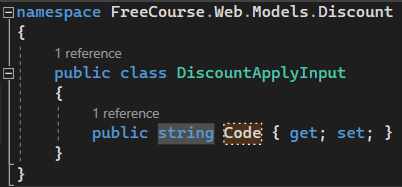 namespace FreeCourse.Web.Models.Discount
{
1 reference
public class DiscountApplyInput
{
1 reference
public string Code { get; set; }
}
}